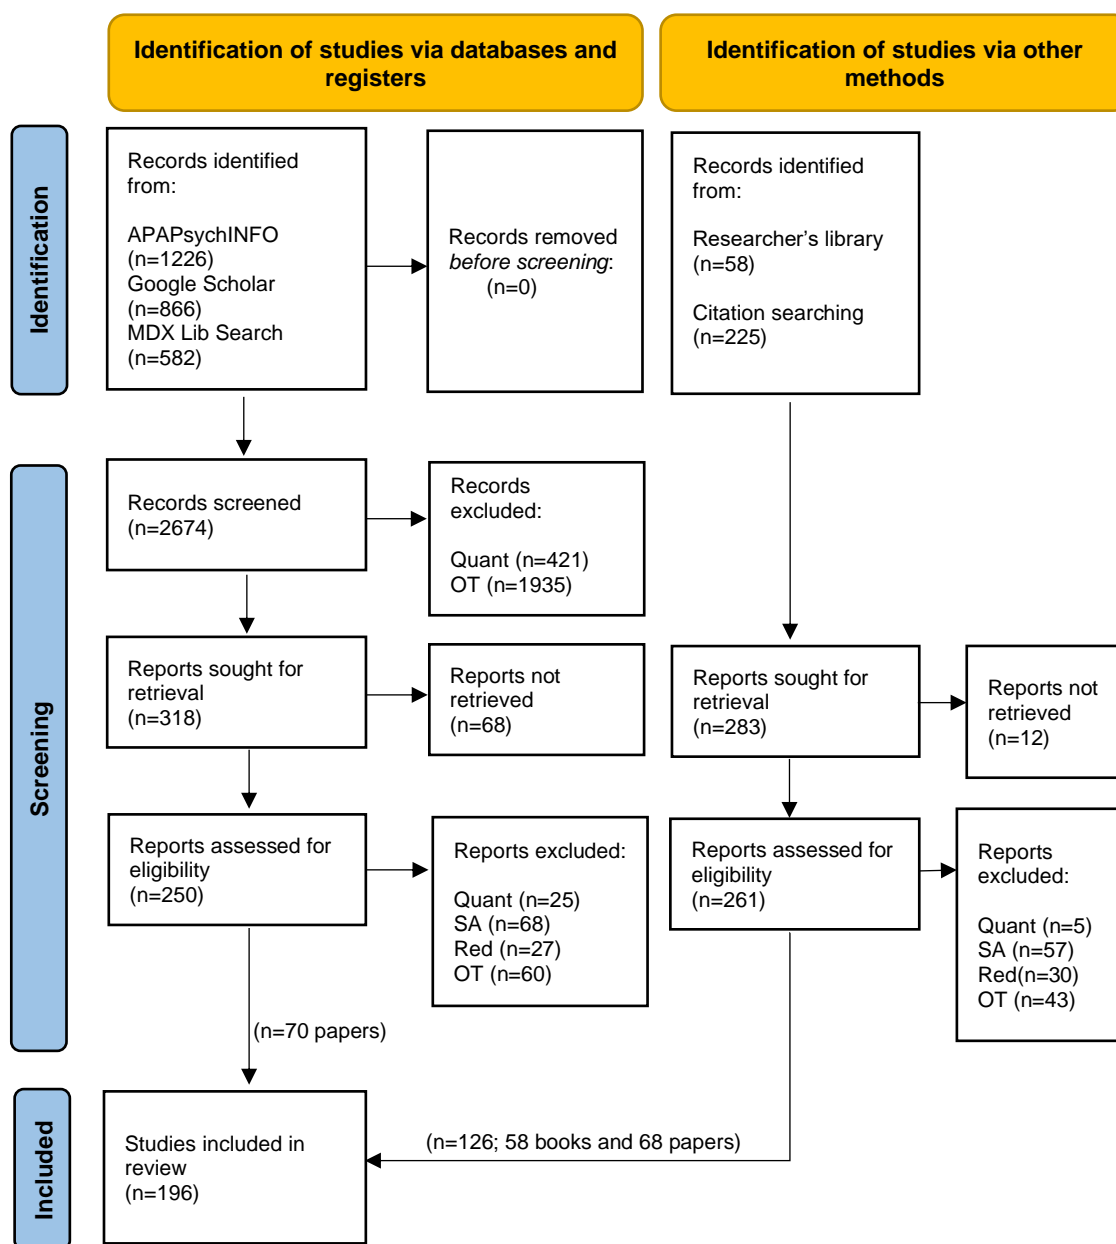 Identification of studies via databases and
registers
Identification of studies via other
methods
Identification
Records identified
from:
APAPsychINFO
(n=1226)
Google Scholar
(n=866)
MDX Lib Search
(n=582)
Records removed
before screening:
(n=0)
Records identified
from:
Researcher’s library
(n=58)
Citation searching
(n=225)
Screening
Records screened
(n=2674)
Records
excluded:
Quant (n=421)
OT (n=1935)
Reports sought for
retrieval
(n=318)
Reports not
retrieved
(n=68)
Reports sought for
retrieval
(n=283)
Reports not
retrieved
(n=12)
Reports assessed for
eligibility
(n=250)
Reports excluded:
Quant (n=25)
SA (n=68)
Red (n=27)
OT (n=60)
Reports assessed for
eligibility
(n=261)
Reports
excluded:
Quant (n=5)
SA (n=57)
Red(n=30)
OT (n=43)
(n=70 papers)
Included
Studies included in
review
(n=196)
(n=126; 58 books and 68 papers)